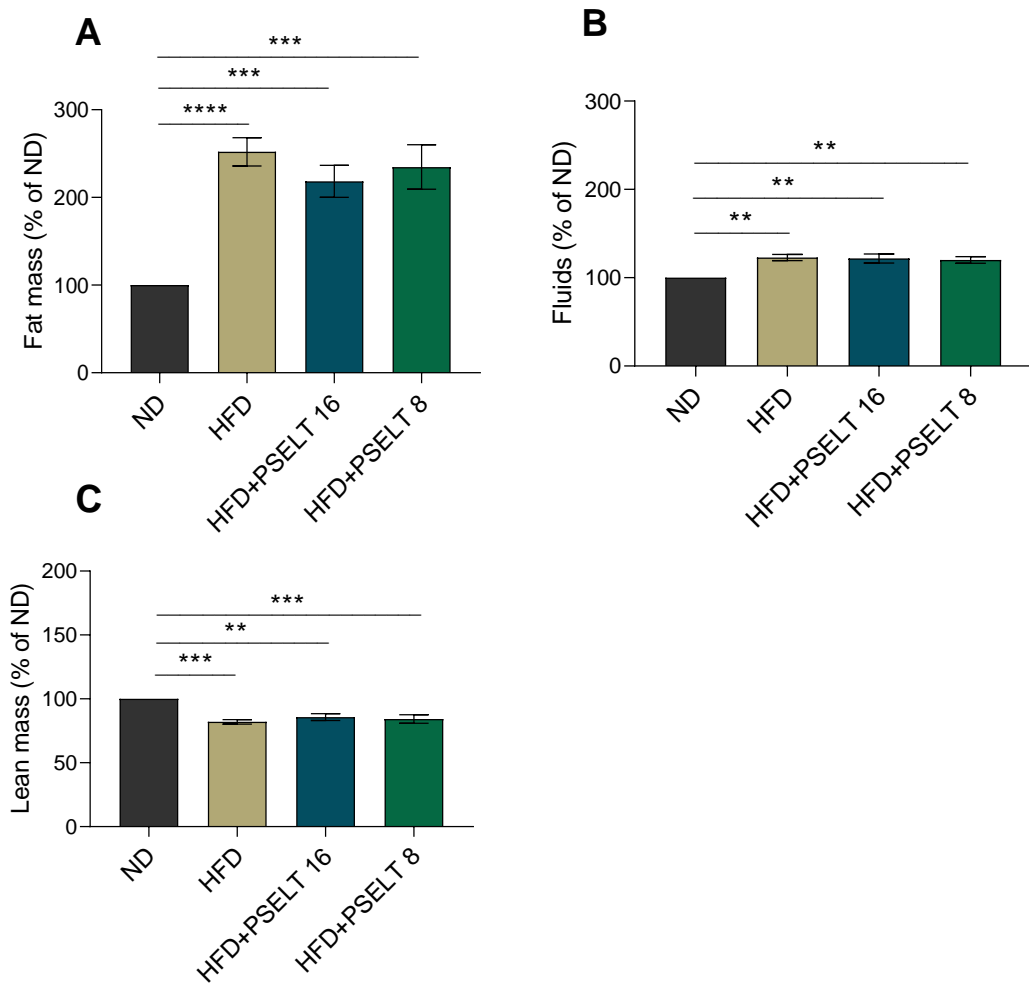 A
***
***
****
300
200
100
0
Fat mass (% of ND)
ND
HFD
HFD+PSELT 16
HFD+PSELT 8
B
300
**
**
200
**
100
0
Fluids (% of ND)
ND
HFD
HFD+PSELT 16
HFD+PSELT 8
C
200
***
150
**
***
100
50
0
Lean mass (% of ND)
ND
HFD
HFD+PSELT 16
HFD+PSELT 8